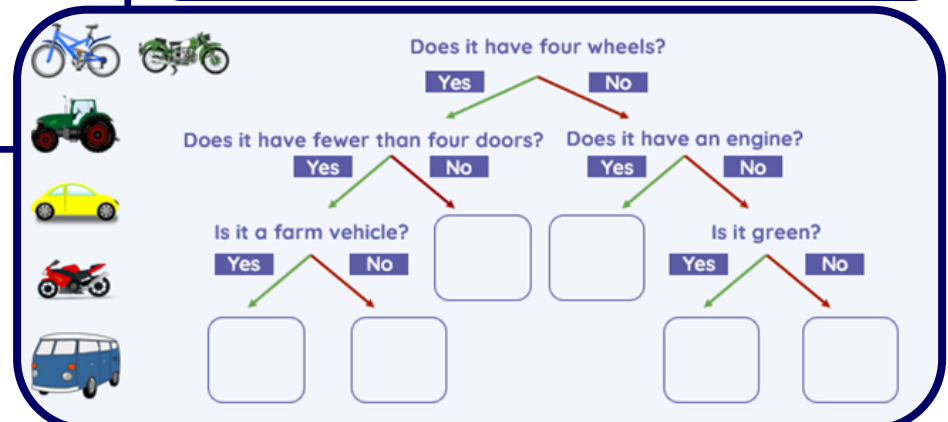 Does it have four wheels?
Yes No
Does it have fewer than four doors? Does it have an engine?
Yes No Yes No
Is it a farm vehicle? Is it green?
Yes No Yes No